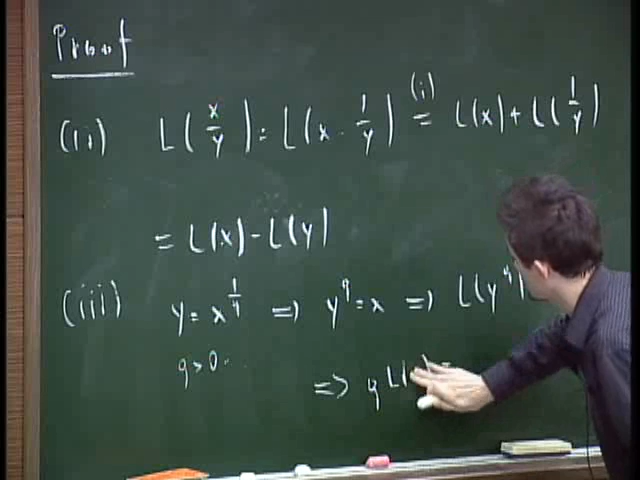 Proof
(ii) L(x/y) = L(x · 1/y) (i)= L(x) + L(1/y)
= L(x) - L(y)
(iii) y = x^(1/q) ⇒ y^q = x ⇒ L(y^q)
q > 0
⇒ q L(